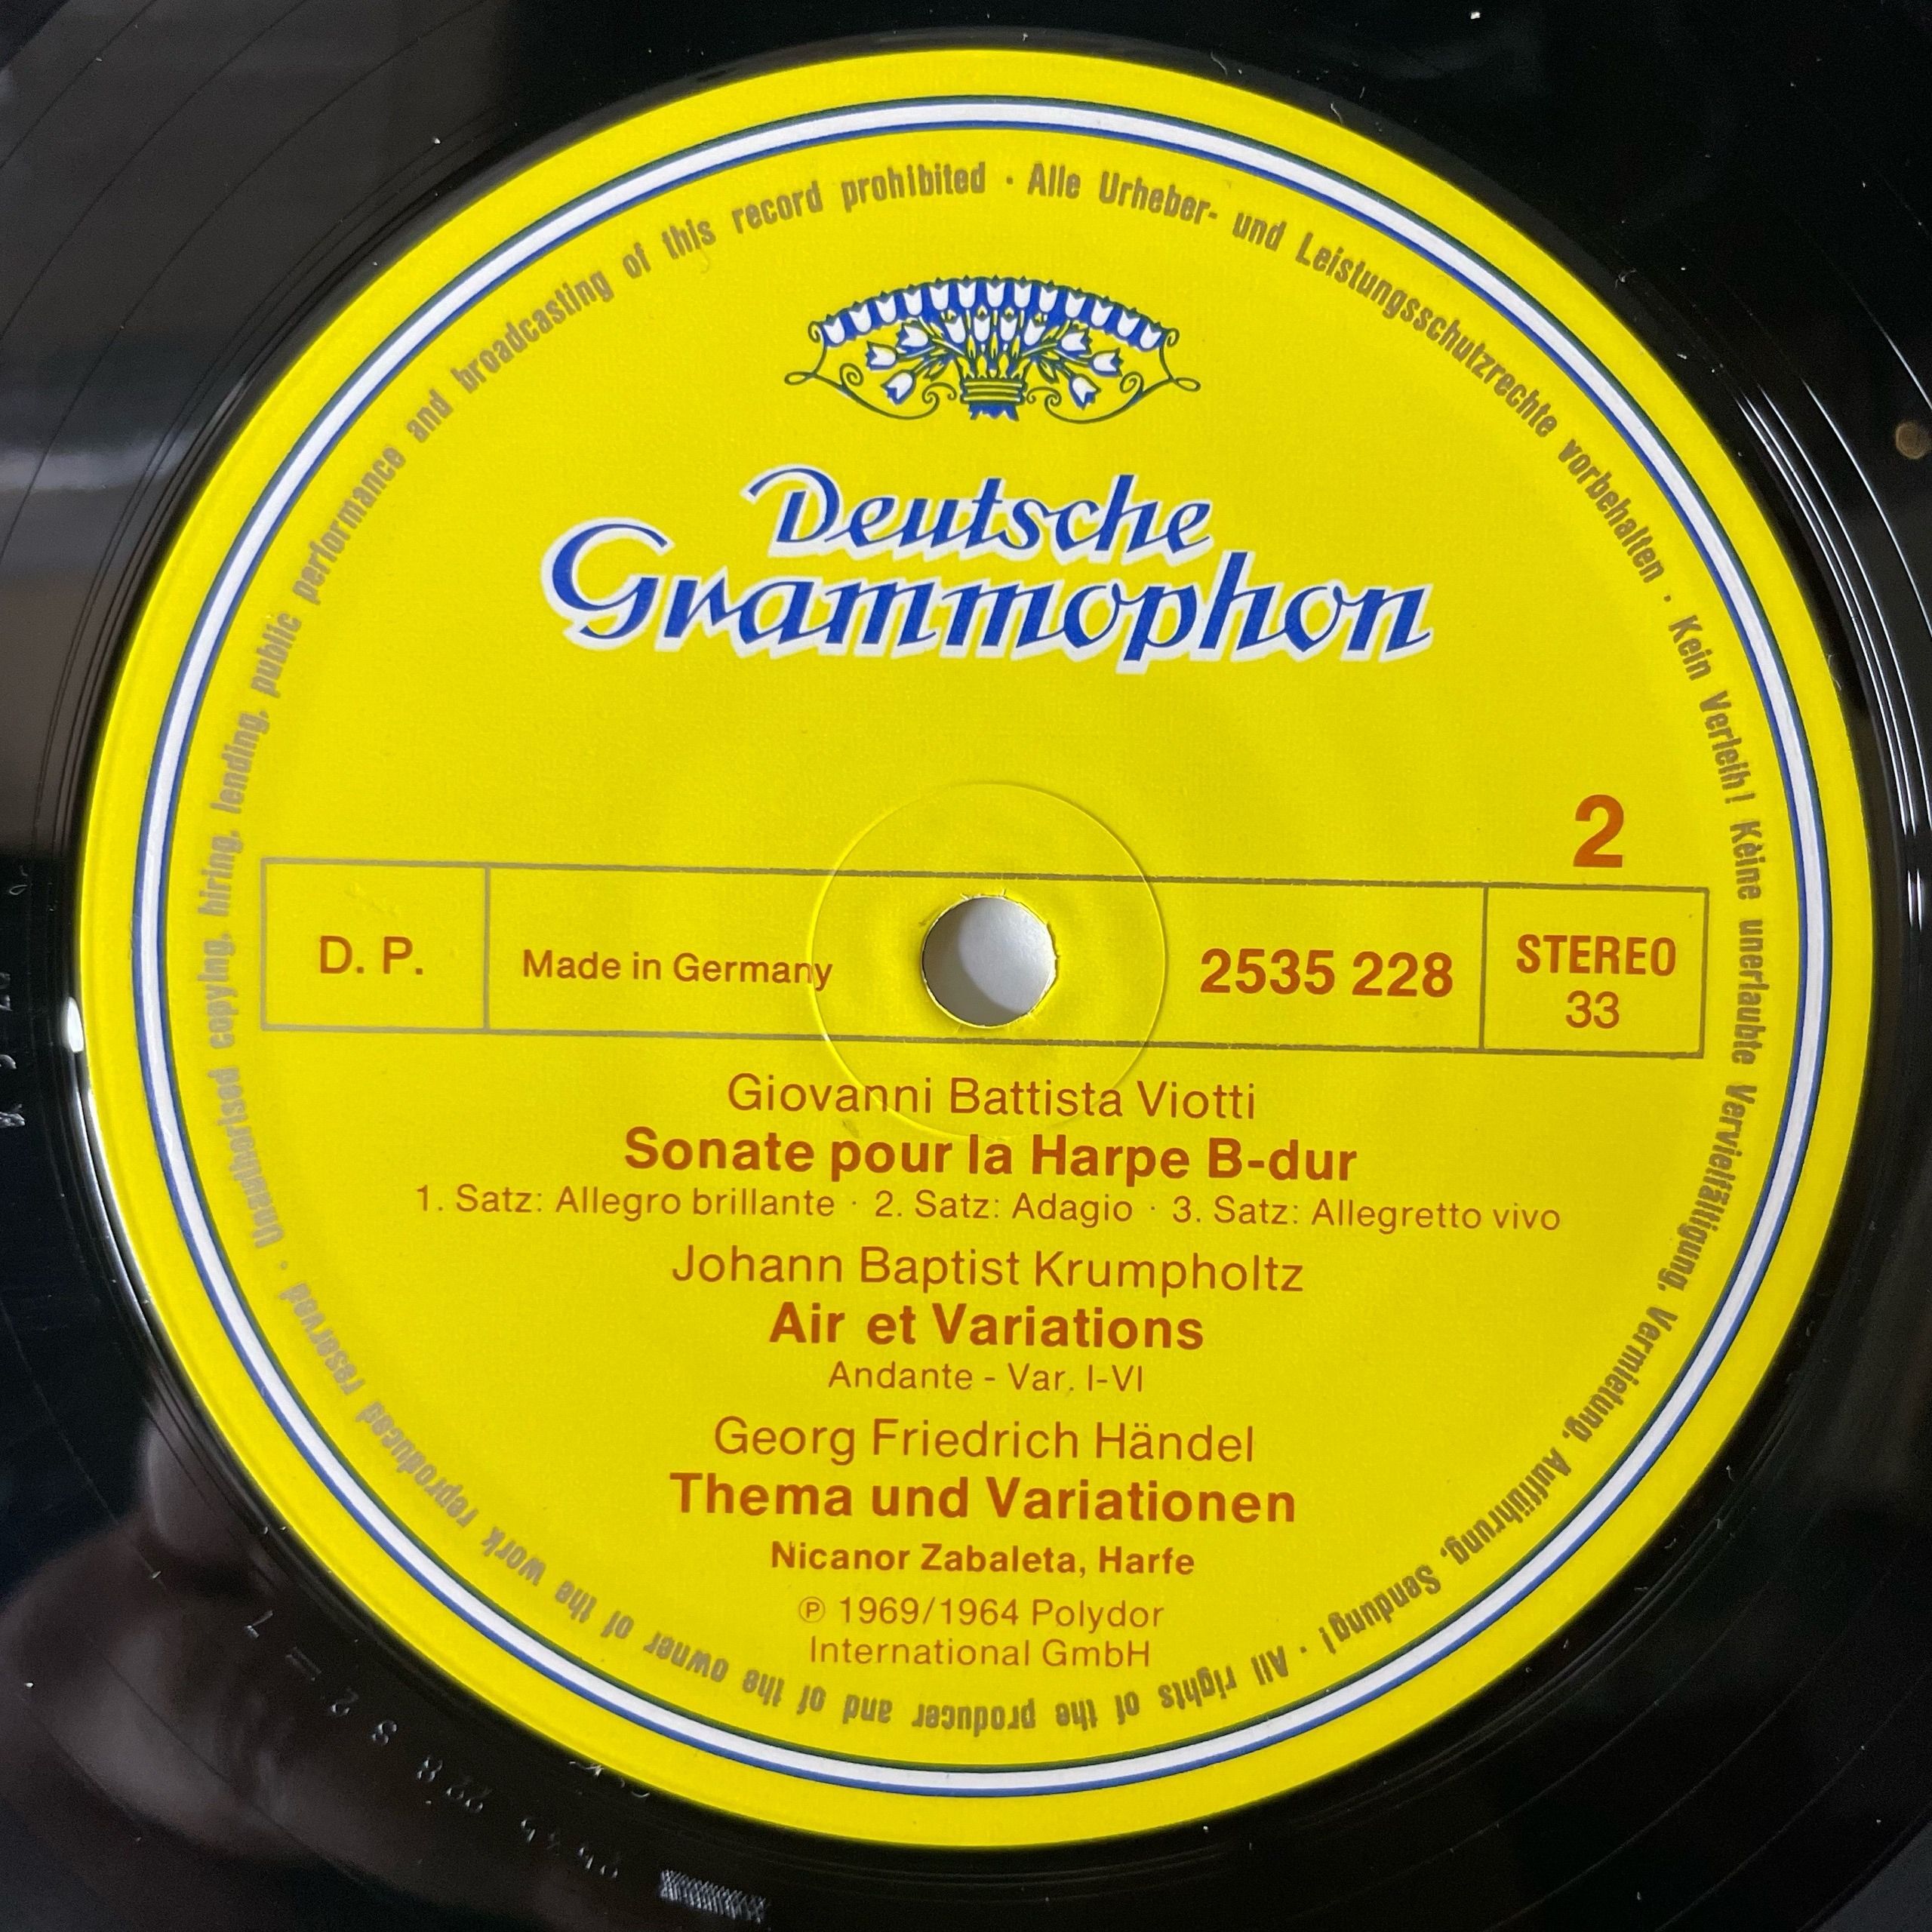 Deutsche
Grammophon
2
D. P.
Made in Germany
2535 228
STEREO
33
Giovanni Battista Viotti
Sonate pour la Harpe B-dur
1. Satz: Allegro brillante · 2. Satz: Adagio · 3. Satz: Allegretto vivo
Johann Baptist Krumpholtz
Air et Variations
Andante - Var. I-VI
Georg Friedrich Händel
Thema und Variationen
Nicanor Zabaleta, Harfe
℗ 1969/1964 Polydor
International GmbH
Alle Urheber- und Leistungsschutzrechte vorbehalten · Kein Verleih! Keine unerlaubte Vervielfältigung, Vermietung, Aufführung, Sendung! · All rights of the producer and of the owner of the work reproduced reserved · Unauthorised copying, hiring, lending, public performance and broadcasting of this record prohibited ·